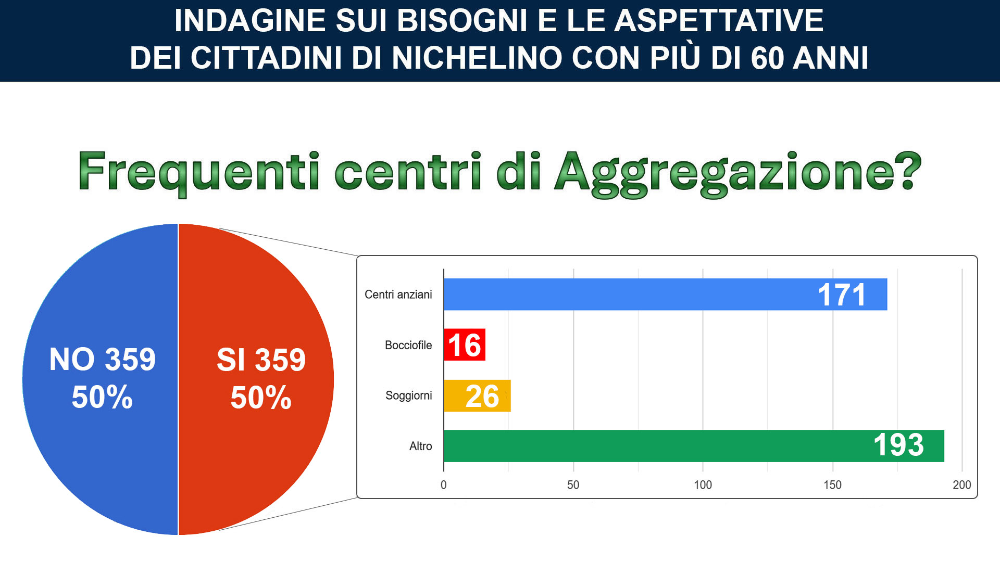 INDAGINE SUI BISOGNI E LE ASPETTATIVE
DEI CITTADINI DI NICHELINO CON PIÙ DI 60 ANNI
Frequenti centri di Aggregazione?
NO 359
50%
SI 359
50%
Centri anziani
171
Bocciofile
16
Soggiorni
26
Altro
193
0
50
100
150
200